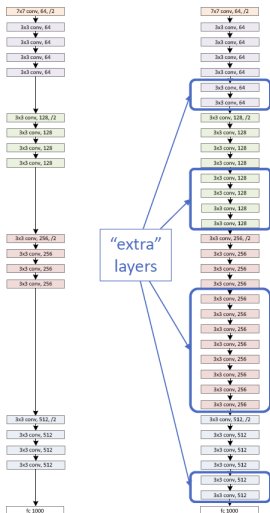 7x7 conv, 64, /2
3x3 conv, 64
3x3 conv, 64
3x3 conv, 64
3x3 conv, 64
3x3 conv, 128, /2
3x3 conv, 128
3x3 conv, 128
3x3 conv, 128
3x3 conv, 256, /2
3x3 conv, 256
3x3 conv, 256
3x3 conv, 256
3x3 conv, 512, /2
3x3 conv, 512
3x3 conv, 512
3x3 conv, 512
fc 1000
“extra”
layers
7x7 conv, 64, /2
3x3 conv, 64
3x3 conv, 64
3x3 conv, 64
3x3 conv, 64
3x3 conv, 64
3x3 conv, 64
3x3 conv, 128, /2
3x3 conv, 128
3x3 conv, 128
3x3 conv, 128
3x3 conv, 128
3x3 conv, 128
3x3 conv, 128
3x3 conv, 128
3x3 conv, 256, /2
3x3 conv, 256
3x3 conv, 256
3x3 conv, 256
3x3 conv, 256
3x3 conv, 256
3x3 conv, 256
3x3 conv, 256
3x3 conv, 256
3x3 conv, 256
3x3 conv, 256
3x3 conv, 256
3x3 conv, 512, /2
3x3 conv, 512
3x3 conv, 512
3x3 conv, 512
3x3 conv, 512
3x3 conv, 512
fc 1000